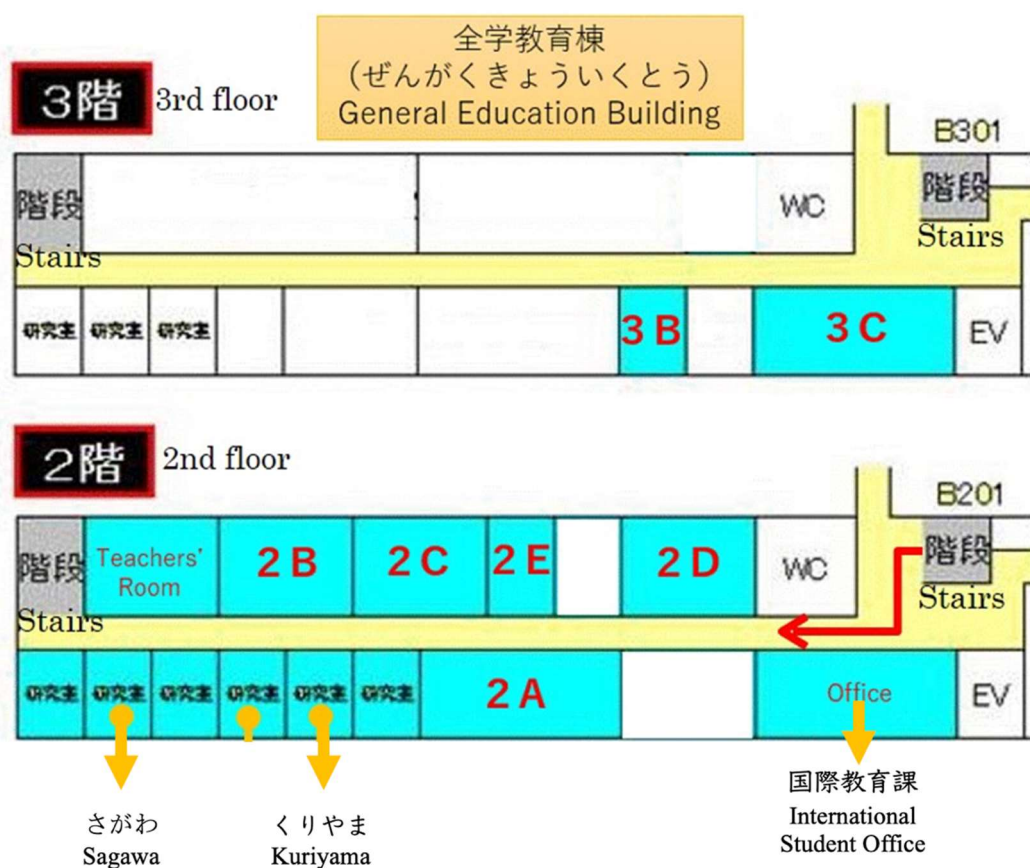 全学教育棟
(ぜんがくきょういくとう)
General Education Building
3階
3rd floor
B301
階段
Stairs
WC
階段
Stairs
研究室
研究室
研究室
3B
3C
EV
2階
2nd floor
B201
階段
Stairs
Teachers'
Room
2B
2C
2E
2D
WC
階段
Stairs
研究室
研究室
研究室
研究室
研究室
研究室
2A
Office
EV
さがわ
Sagawa
くりやま
Kuriyama
国際教育課
International
Student Office